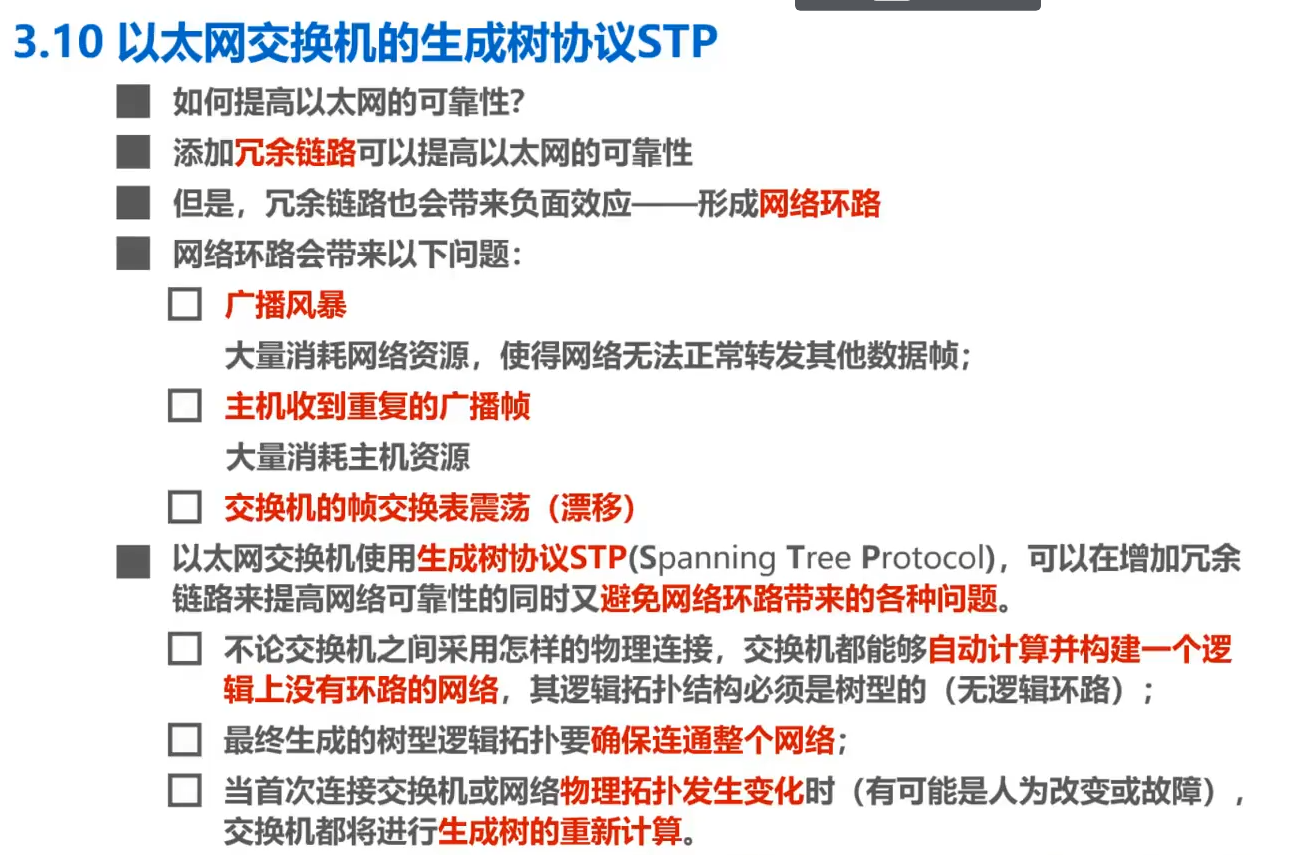 3.10 以太网交换机的生成树协议STP
如何提高以太网的可靠性？
添加冗余链路可以提高以太网的可靠性
但是，冗余链路也会带来负面效应——形成网络环路
网络环路会带来以下问题：
广播风暴
大量消耗网络资源，使得网络无法正常转发其他数据帧；
主机收到重复的广播帧
大量消耗主机资源
交换机的帧交换表震荡（漂移）
以太网交换机使用生成树协议STP(Spanning Tree Protocol)，可以在增加冗余
链路来提高网络可靠性的同时又避免网络环路带来的各种问题。
不论交换机之间采用怎样的物理连接，交换机都能够自动计算并构建一个逻
辑上没有环路的网络，其逻辑拓扑结构必须是树型的（无逻辑环路）；
最终生成的树型逻辑拓扑要确保连通整个网络；
当首次连接交换机或网络物理拓扑发生变化时（有可能是人为改变或故障），
交换机都将进行生成树的重新计算。